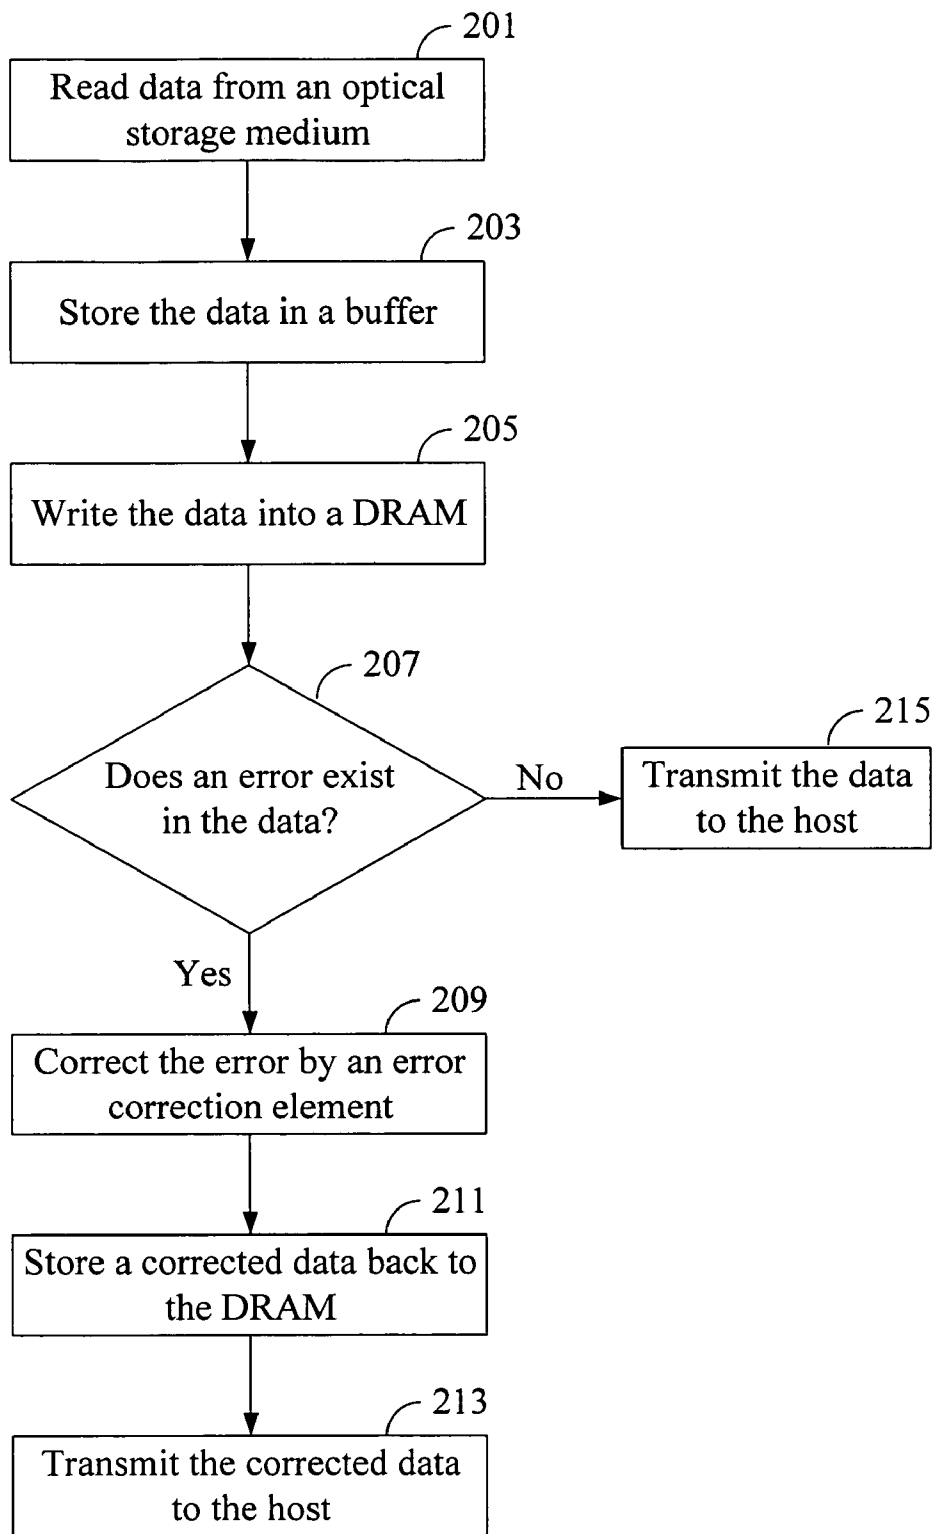 201
Read data from an optical
storage medium
203
Store the data in a buffer
205
Write the data into a DRAM
207
Does an error exist
in the data?
No
215
Transmit the data
to the host
Yes
209
Correct the error by an error
correction element
211
Store a corrected data back to
the DRAM
213
Transmit the corrected data
to the host